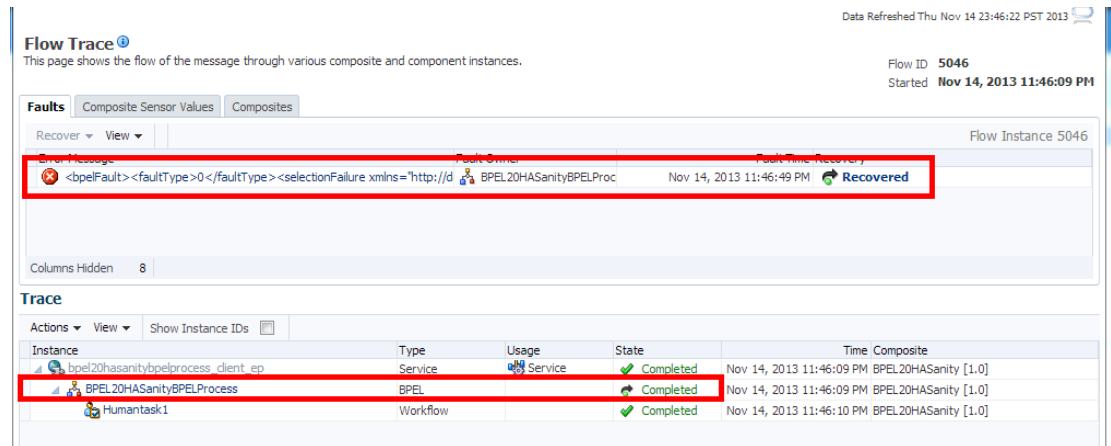 Data Refreshed Thu Nov 14 23:46:22 PST 2013
Flow Trace
This page shows the flow of the message through various composite and component instances.
Flow ID 5046
Started Nov 14, 2013 11:46:09 PM
Faults Composite Sensor Values Composites
Recover View Flow Instance 5046
Error Message Fault Owner Fault Time Recovery
<bpelFault><faultType>0</faultType><selectionFailure xmlns="http://d BPEL20HASanityBPELProc Nov 14, 2013 11:46:49 PM Recovered
Columns Hidden 8
Trace
Actions View Show Instance IDs
Instance Type Usage State Time Composite
bpel20hasanitybpelprocess_client_ep Service Service Completed Nov 14, 2013 11:46:09 PM BPEL20HASanity [1.0]
BPEL20HASanityBPELProcess BPEL Completed Nov 14, 2013 11:46:09 PM BPEL20HASanity [1.0]
Humantask1 Workflow Completed Nov 14, 2013 11:46:10 PM BPEL20HASanity [1.0]